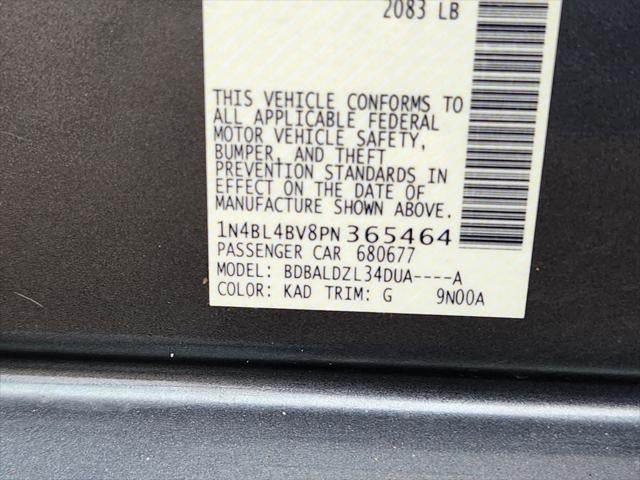 2083 LB
THIS VEHICLE CONFORMS TO
ALL APPLICABLE FEDERAL
MOTOR VEHICLE SAFETY,
BUMPER, AND THEFT
PREVENTION STANDARDS IN
EFFECT ON THE DATE OF
MANUFACTURE SHOWN ABOVE.
1N4BL4BV8PN365464
PASSENGER CAR 680677
MODEL: BDBALDZL34DUA----A
COLOR: KAD TRIM: G 9N00A